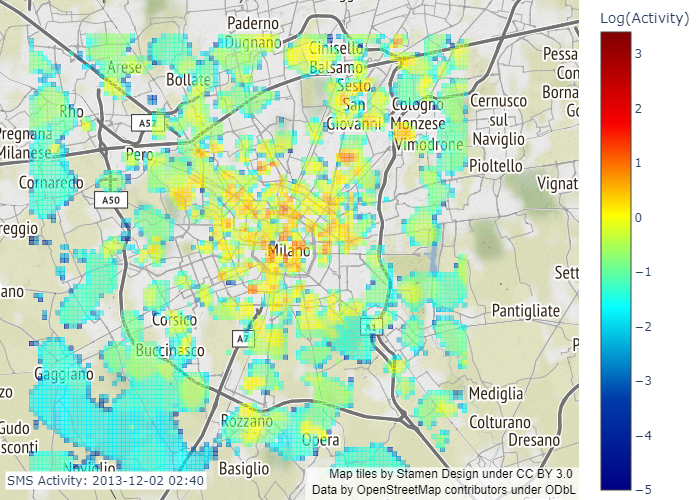 Log(Activity)
3
2
1
0
−1
−2
−3
−4
−5
Paderno
Dugnano
Cinisello
Balsamo
Arese
Bollate
Sesto
San
Giovanni
Cologno
Monzese
Cernusco
sul
Naviglio
Rho
A52
Pregnana
Milanese
Pero
Vimodrone
Pioltello
Cornaredo
A50
Vignat
reggio
Milano
Sett
ano
Pantigliate
Corsico
A7
A1
Buccinasco
Gaggiano
Mediglia
Rozzano
Opera
Colturano
Dresano
Gudo
sconti
Noviglio
Basiglio
Pessa
Con
Borna
Go
zo
P
SMS Activity: 2013-12-02 02:40
Map tiles by Stamen Design under CC BY 3.0
Data by OpenStreetMap contributors under ODbL